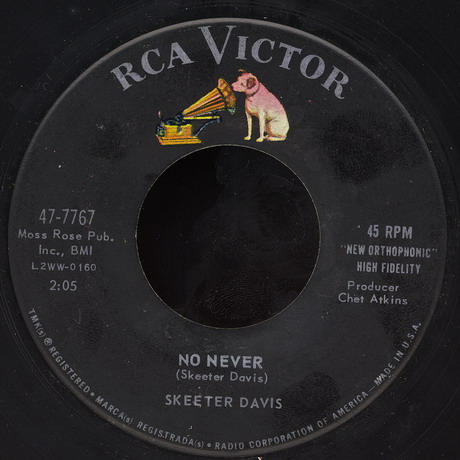 RCA VICTOR
47-7767
Moss Rose Pub.
Inc., BMI
L2WW-0160
2:05
45 RPM
"NEW ORTHOPHONIC"
HIGH FIDELITY
Producer
Chet Atkins
NO NEVER
(Skeeter Davis)
SKEETER DAVIS
TMK(s) ® REGISTERED • MARCA(s) REGISTRADA(s) • RADIO CORPORATION OF AMERICA — MADE IN U.S.A.